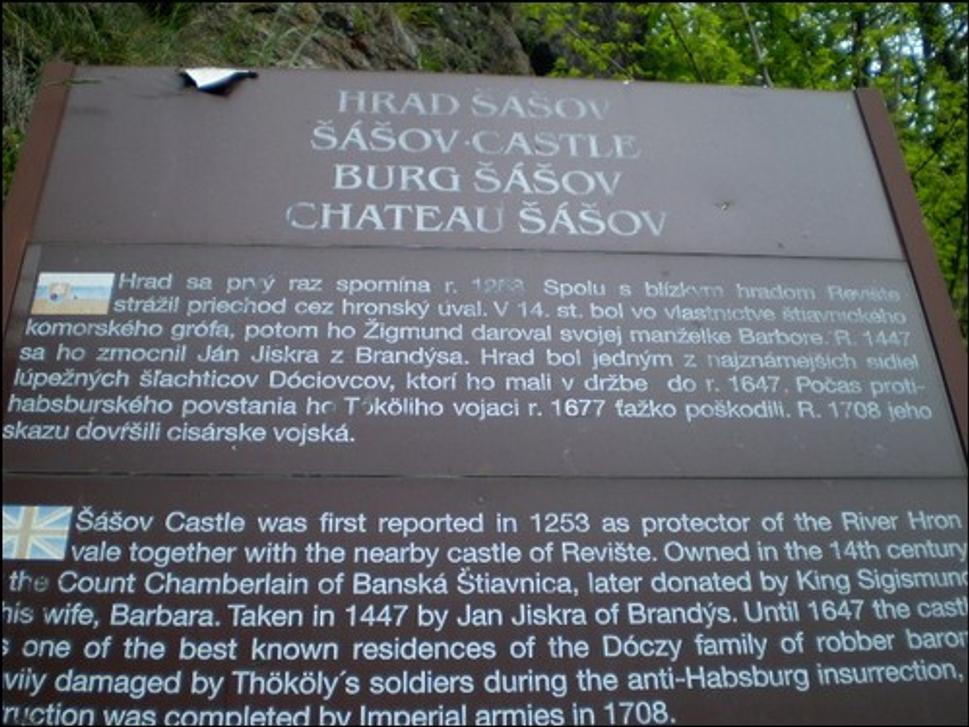 HRAD ŠÁŠOV
ŠÁŠOV·CASTLE
BURG ŠÁŠOV
CHATEAU ŠÁŠOV
Hrad sa prvý raz spomína r. Spolu s blízkym hradom Revište
strážil priechod cez hronský úval. V 14. st. bol vo vlastníctve štiavnického
komorského grófa, potom ho Žigmund daroval svojej manželke Barbore. R. 1447
sa ho zmocnil Ján Jiskra z Brandýsa. Hrad bol jedným z najznámejších sídiel
lúpežných šľachticov Dóciovcov, ktorí ho mali v držbe do r. 1647. Počas proti-
habsburského povstania ho Tököliho vojaci r. 1677 ťažko poškodili. R. 1708 jeho
skazu dovŕšili cisárske vojská.
Šášov Castle was first reported in 1253 as protector of the River Hron
vale together with the nearby castle of Revište. Owned in the 14th century
the Count Chamberlain of Banská Štiavnica, later donated by King Sigismund
his wife, Barbara. Taken in 1447 by Jan Jiskra of Brandýs. Until 1647 the castl
s one of the best known residences of the Dóczy family of robber baron
vily damaged by Thököly´s soldiers during the anti-Habsburg insurrection,
ruction was completed by Imperial armies in 1708.